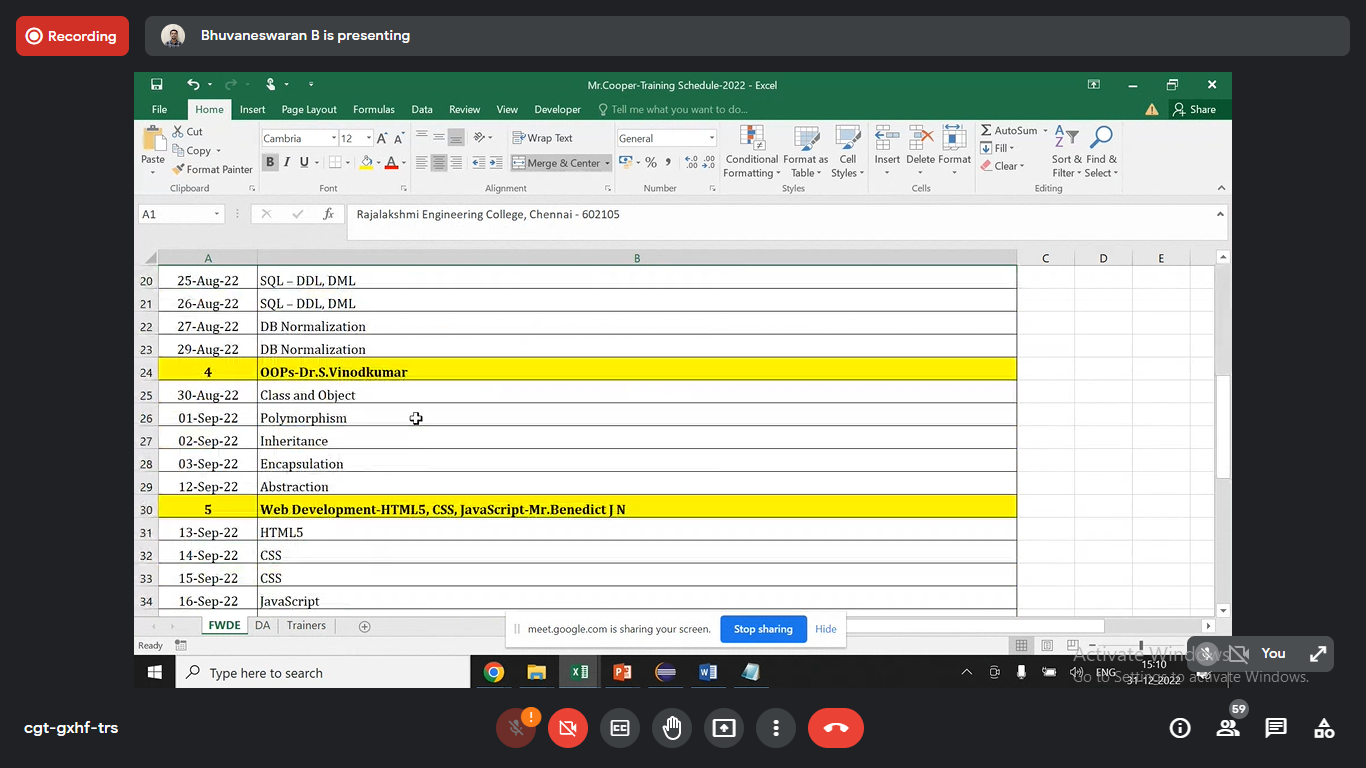 Recording
Bhuvaneswaran B is presenting
Mr.Cooper-Training Schedule-2022 - Excel
File Home Insert Page Layout Formulas Data Review View Developer Tell me what you want to do... Share
Paste
Cut
Copy
Format Painter
Clipboard
Cambria 12
B I U
Font
Wrap Text
Merge & Center
Alignment
General
Number
Conditional Formatting
Format as Table
Cell Styles
Styles
Insert Delete Format
Cells
AutoSum
Fill
Clear
Sort & Filter
Find & Select
Editing
A1 fx Rajalakshmi Engineering College, Chennai - 602105
A B C D E
20 25-Aug-22 SQL – DDL, DML
21 26-Aug-22 SQL – DDL, DML
22 27-Aug-22 DB Normalization
23 29-Aug-22 DB Normalization
24 4 OOPs-Dr.S.Vinodkumar
25 30-Aug-22 Class and Object
26 01-Sep-22 Polymorphism
27 02-Sep-22 Inheritance
28 03-Sep-22 Encapsulation
29 12-Sep-22 Abstraction
30 5 Web Development-HTML5, CSS, JavaScript-Mr.Benedict J N
31 13-Sep-22 HTML5
32 14-Sep-22 CSS
33 15-Sep-22 CSS
34 16-Sep-22 JavaScript
FWDE DA Trainers
meet.google.com is sharing your screen. Stop sharing Hide
Ready
Activate Windows
Go to Settings to activate Windows.
You
Type here to search
ENG
15:10
31-12-2022
cgt-gxhf-trs
59